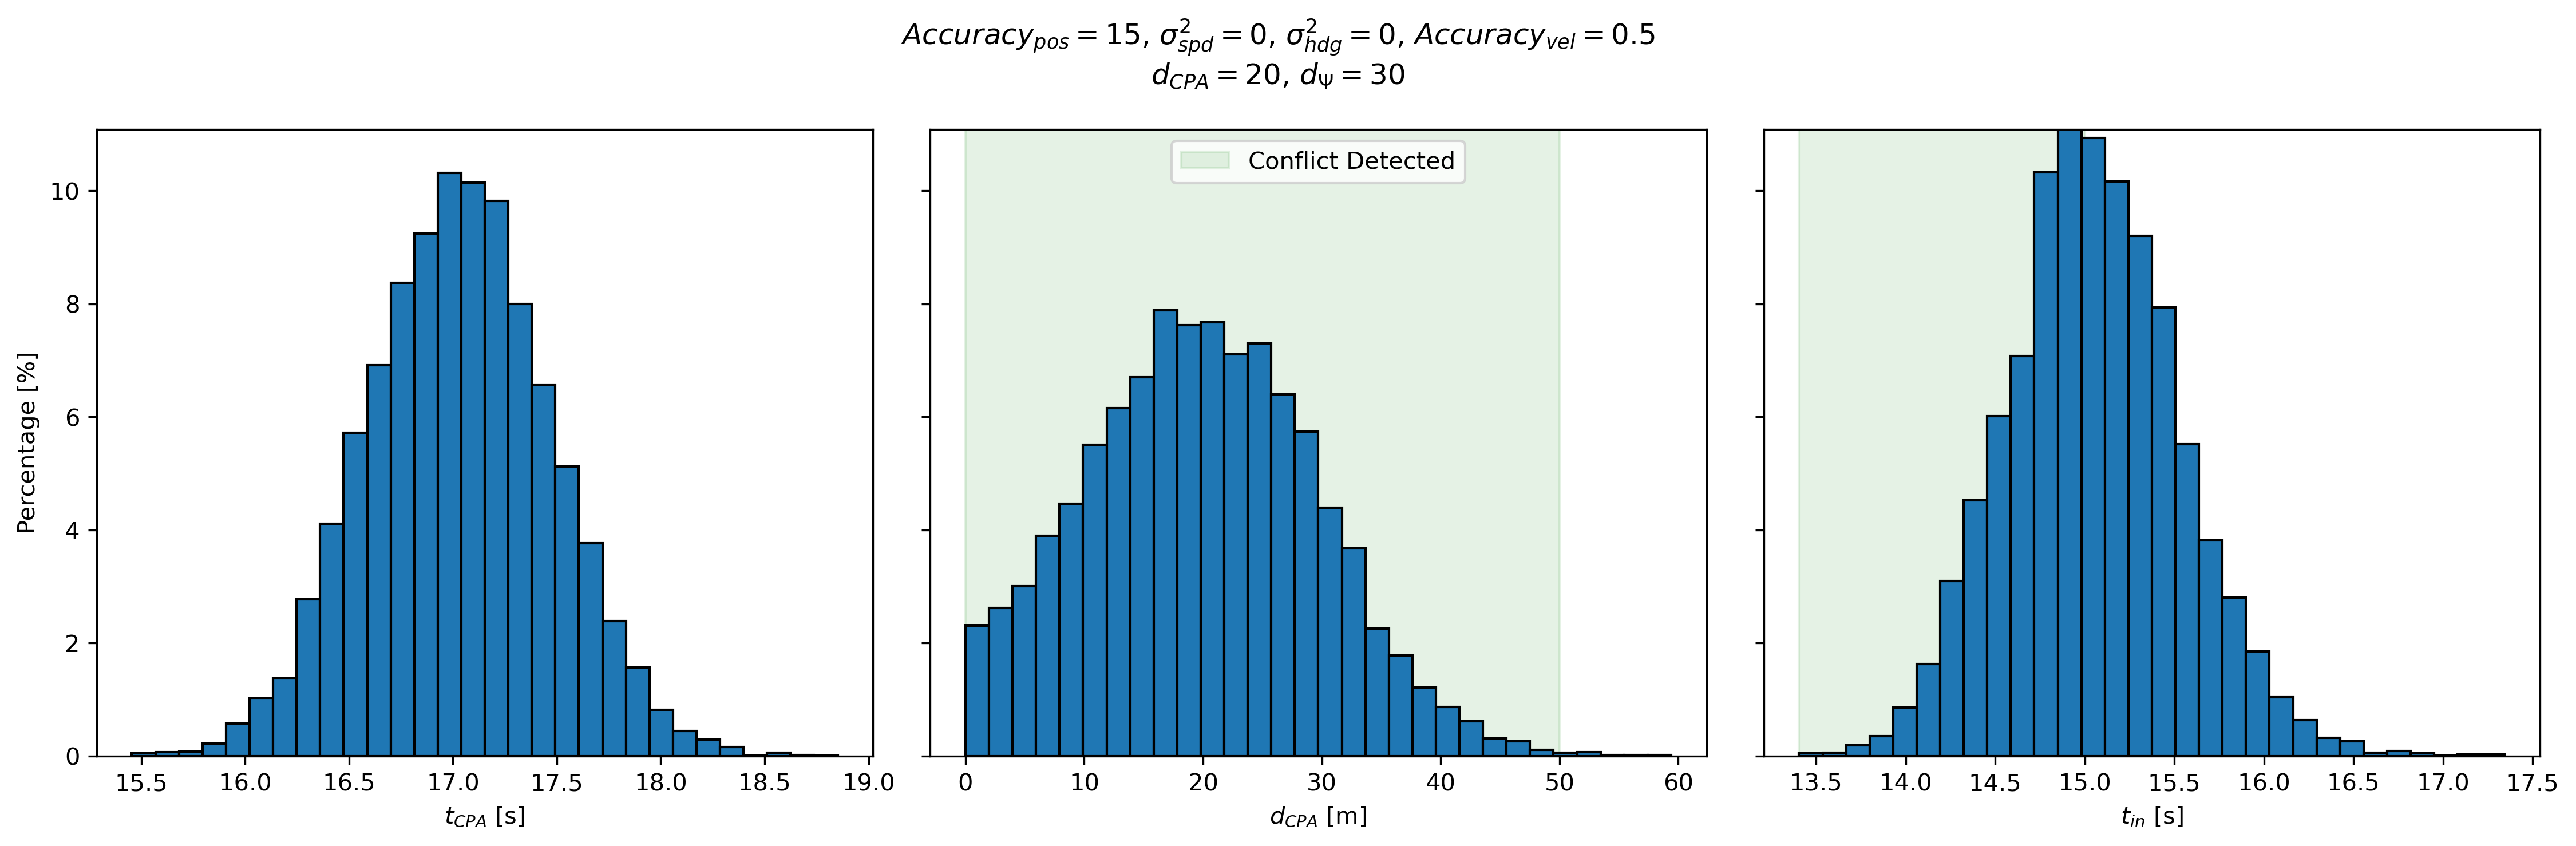 Accuracy_pos = 15, σ²_spd = 0, σ²_hdg = 0, Accuracy_vel = 0.5
d_CPA = 20, d_Ψ = 30
Percentage [%]
10
8
6
4
2
0
15.5 16.0 16.5 17.0 17.5 18.0 18.5 19.0
t_CPA [s]
Conflict Detected
0 10 20 30 40 50 60
d_CPA [m]
13.5 14.0 14.5 15.0 15.5 16.0 16.5 17.0 17.5
t_in [s]